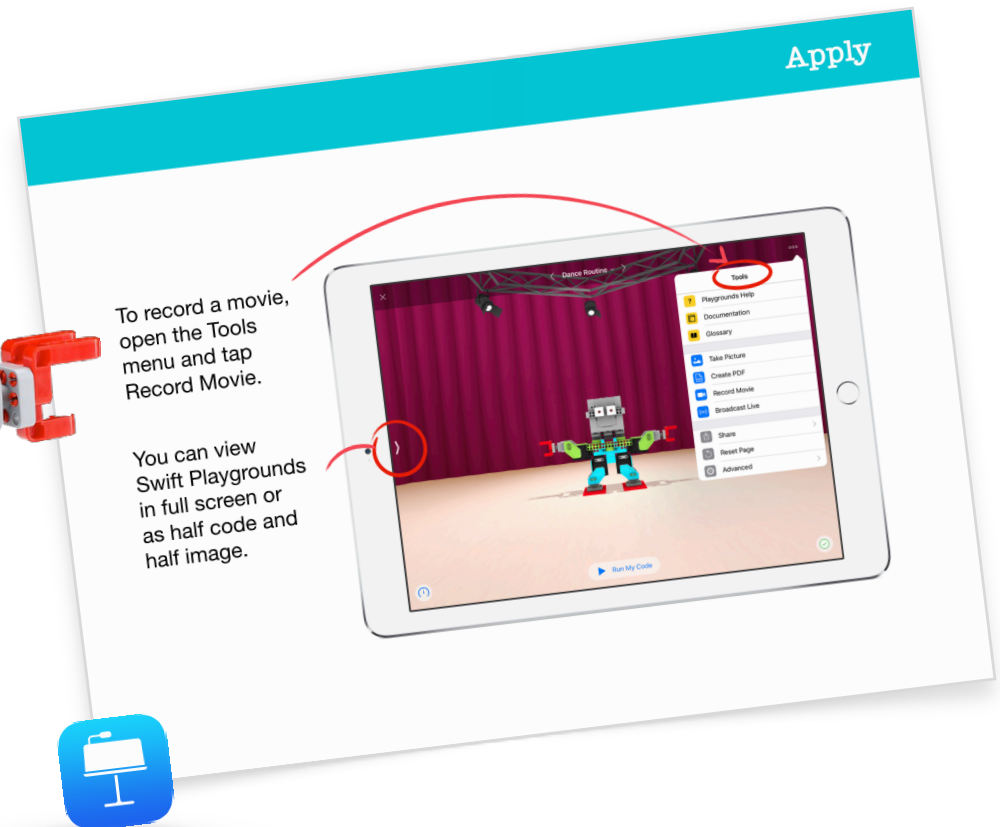 Apply
To record a movie,
open the Tools
menu and tap
Record Movie.
You can view
Swift Playgrounds
in full screen or
as half code and
half image.
Dance Routine
Tools
Playgrounds Help
Documentation
Glossary
Take Picture
Create PDF
Record Movie
Broadcast Live
Share
Reset Page
Advanced
Run My Code